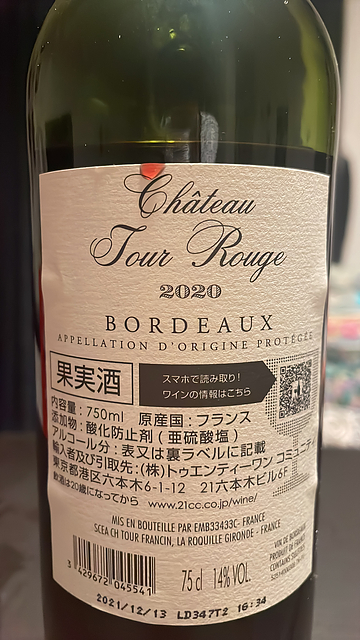 Château
Tour Rouge
2020
BORDEAUX
APPELLATION D'ORIGINE PROTÉGÉE
果実酒
スマホで読み取り!
ワインの情報はこちら
内容量:750ml 原産国:フランス
添加物:酸化防止剤(亜硫酸塩)
アルコール分:表又は裏ラベルに記載
輸入者及び引取先:(株)トゥエンティーワン コミュニティ
東京都港区六本木6-1-12 21六本木ビル6F
飲酒は20歳になってから www.21cc.co.jp/wine/
MIS EN BOUTEILLE PAR EMB33433C- FRANCE
SCEA CH TOUR FRANCIN, LA ROQUILLE GIRONDE - FRANCE
VIN DE BORDEAUX
PRODUCT OF FRANCE
CONTAINS SULFITES
3 429672 045541
75 cl 14% VOL.
2021/12/13 LD347T2 16:34